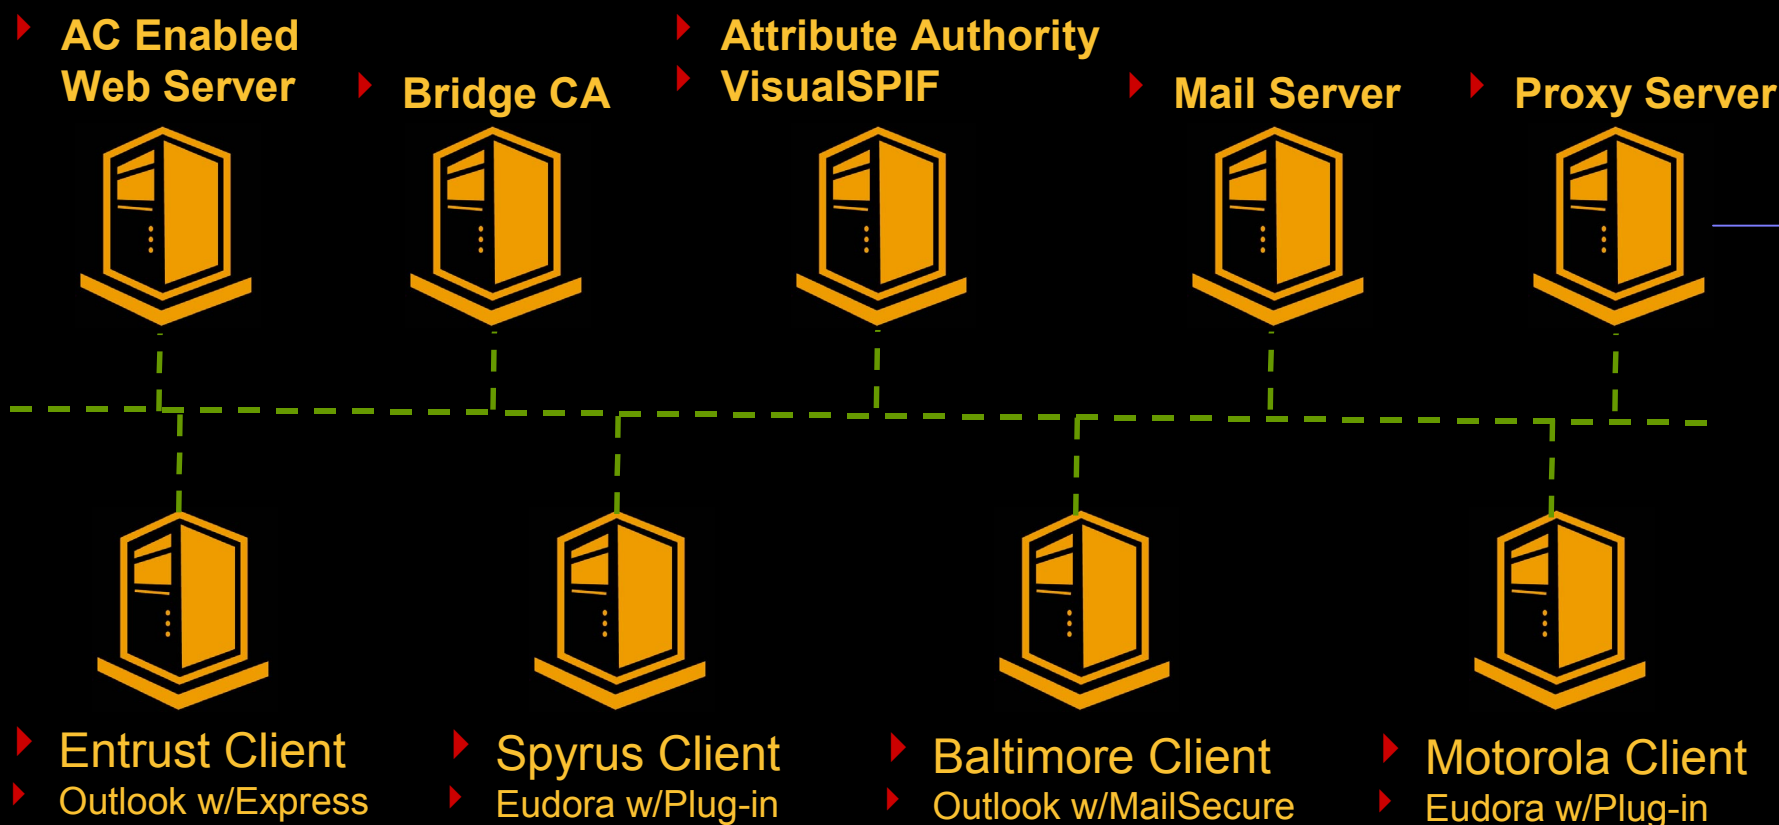 AC Enabled
Web Server
Bridge CA
Attribute Authority
VisualSPIF
Mail Server
Proxy Server
Entrust Client
Outlook w/Express
Spyrus Client
Eudora w/Plug-in
Baltimore Client
Outlook w/MailSecure
Motorola Client
Eudora w/Plug-in